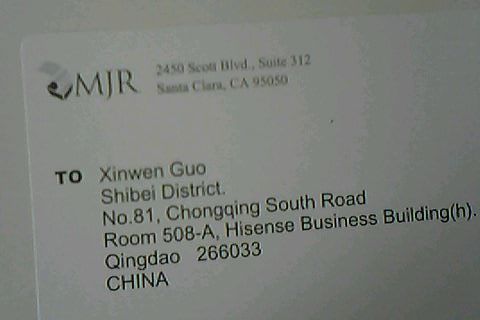 MJR
2450 Scott Blvd., Suite 312
Santa Clara, CA 95050
TO Xinwen Guo
Shibei District.
No.81, Chongqing South Road
Room 508-A, Hisense Business Building(h).
Qingdao 266033
CHINA